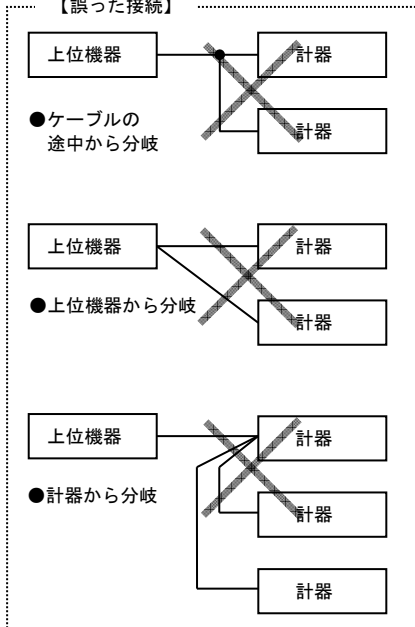 【誤った接続】
上位機器
計器
●ケーブルの
途中から分岐
計器
上位機器
計器
●上位機器から分岐
計器
上位機器
計器
●計器から分岐
計器
計器